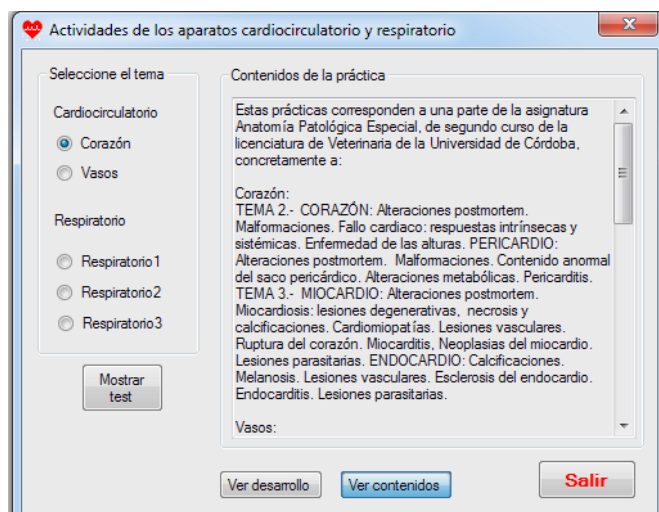 Actividades de los aparatos cardiocirculatorio y respiratorio
Seleccione el tema
Cardiocirculatorio
Corazón
Vasos
Respiratorio
Respiratorio1
Respiratorio2
Respiratorio3
Mostrar
test
Contenidos de la práctica
Estas prácticas corresponden a una parte de la asignatura
Anatomía Patológica Especial, de segundo curso de la
licenciatura de Veterinaria de la Universidad de Córdoba,
concretamente a:
Corazón:
TEMA 2.- CORAZÓN: Alteraciones postmortem.
Malformaciones. Fallo cardiaco: respuestas intrínsecas y
sistémicas. Enfermedad de las alturas. PERICARDIO:
Alteraciones postmortem. Malformaciones. Contenido anormal
del saco pericárdico. Alteraciones metabólicas. Pericarditis.
TEMA 3.- MIOCARDIO: Alteraciones postmortem.
Miocardiosis: lesiones degenerativas, necrosis y
calcificaciones. Cardiomiopatías. Lesiones vasculares.
Ruptura del corazón. Miocarditis, Neoplasias del miocardio.
Lesiones parasitarias. ENDOCARDIO: Calcificaciones.
Melanosis. Lesiones vasculares. Esclerosis del endocardio.
Endocarditis. Lesiones parasitarias.
Vasos:
Ver desarrollo
Ver contenidos
Salir